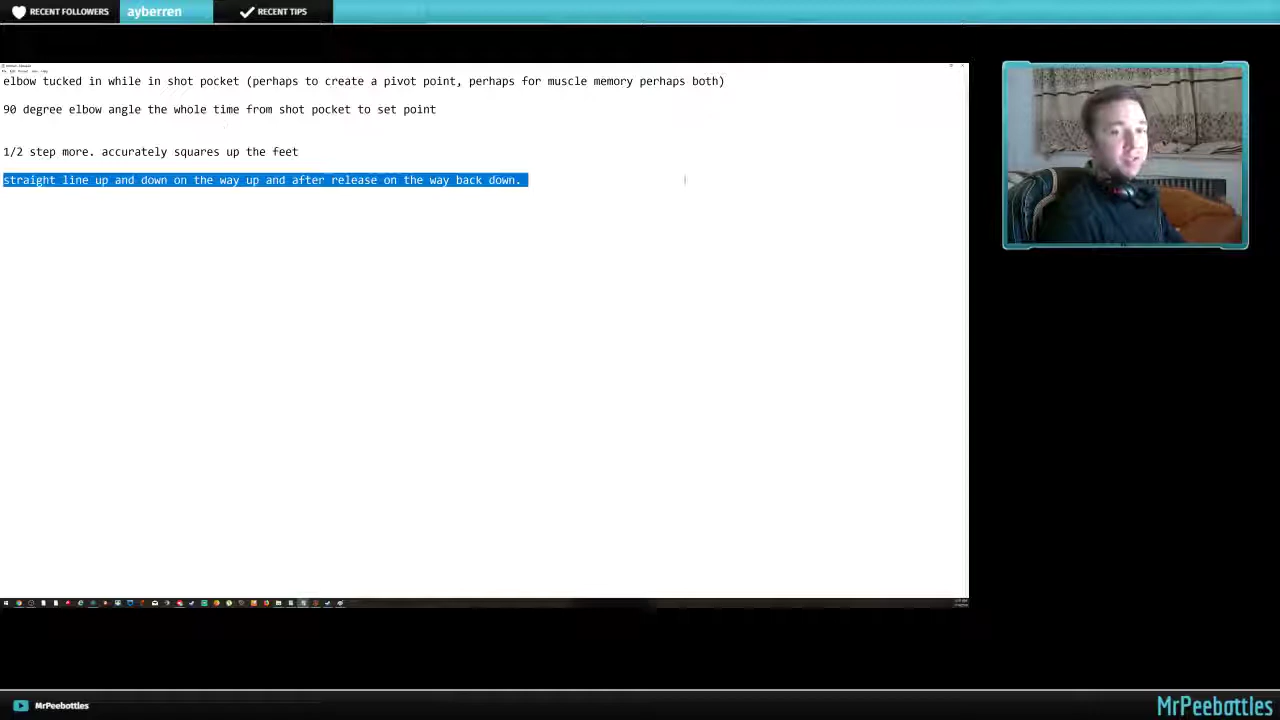 RECENT FOLLOWERS ayberren RECENT TIPS
elbow tucked in while in shot pocket (perhaps to create a pivot point, perhaps for muscle memory perhaps both)
90 degree elbow angle the whole time from shot pocket to set point
1/2 step more. accurately squares up the feet
straight line up and down on the way up and after release on the way back down.
MrPeebottles
MrPeebottles